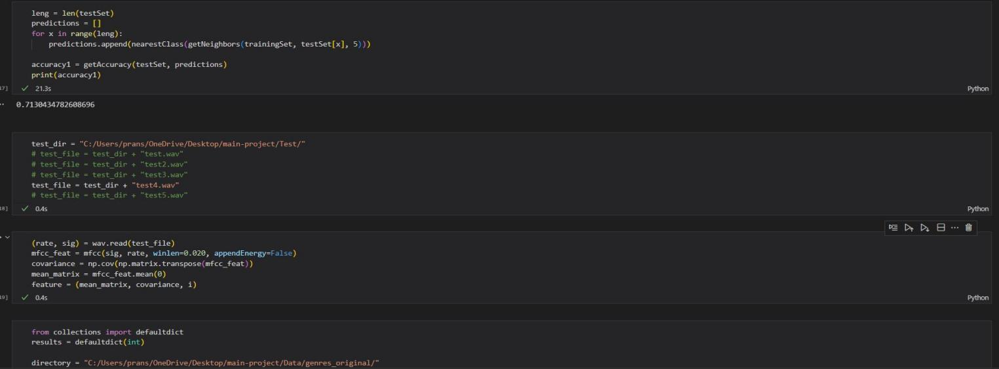 leng = len(testSet)
predictions = []
for x in range(leng):
    predictions.append(nearestClass(getNeighbors(trainingSet, testSet[x], 5)))
accuracy1 = getAccuracy(testSet, predictions)
print(accuracy1)
17] ✓ 21.3s Python
0.7130434782608696
test_dir = "C:/Users/prans/OneDrive/Desktop/main-project/Test/"
# test_file = test_dir + "test.wav"
# test_file = test_dir + "test2.wav"
# test_file = test_dir + "test3.wav"
test_file = test_dir + "test4.wav"
# test_file = test_dir + "test5.wav"
18] ✓ 0.4s Python
(rate, sig) = wav.read(test_file)
mfcc_feat = mfcc(sig, rate, winlen=0.020, appendEnergy=False)
covariance = np.cov(np.matrix.transpose(mfcc_feat))
mean_matrix = mfcc_feat.mean(0)
feature = (mean_matrix, covariance, i)
19] ✓ 0.4s Python
from collections import defaultdict
results = defaultdict(int)
directory = "C:/Users/prans/OneDrive/Desktop/main-project/Data/genres_original/"